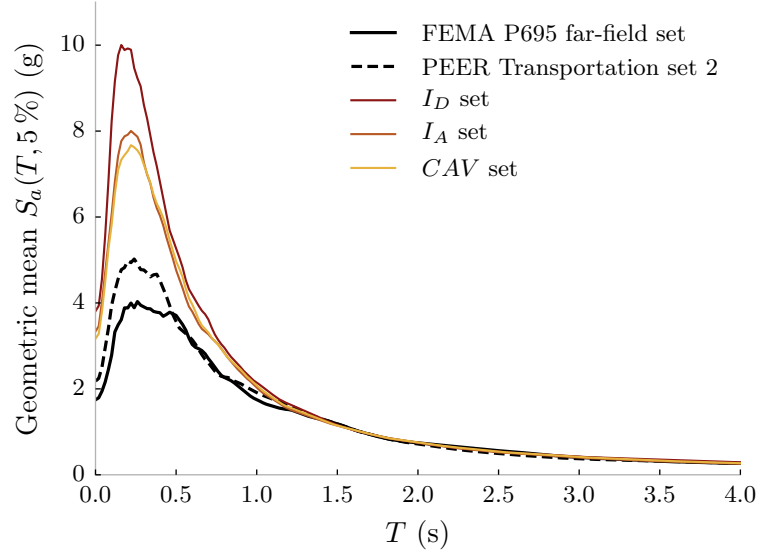 Geometric mean S_a(T, 5 %) (g)
10
8
6
4
2
0
FEMA P695 far-field set
PEER Transportation set 2
I_D set
I_A set
CAV set
0.0 0.5 1.0 1.5 2.0 2.5 3.0 3.5 4.0
T (s)